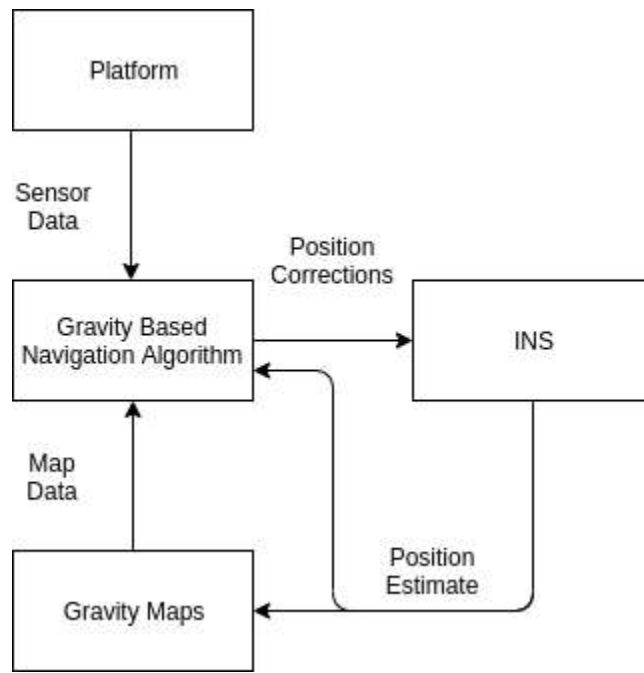 Platform
Sensor
Data
Position
Corrections
Gravity Based
Navigation Algorithm
INS
Map
Data
Position
Estimate
Gravity Maps